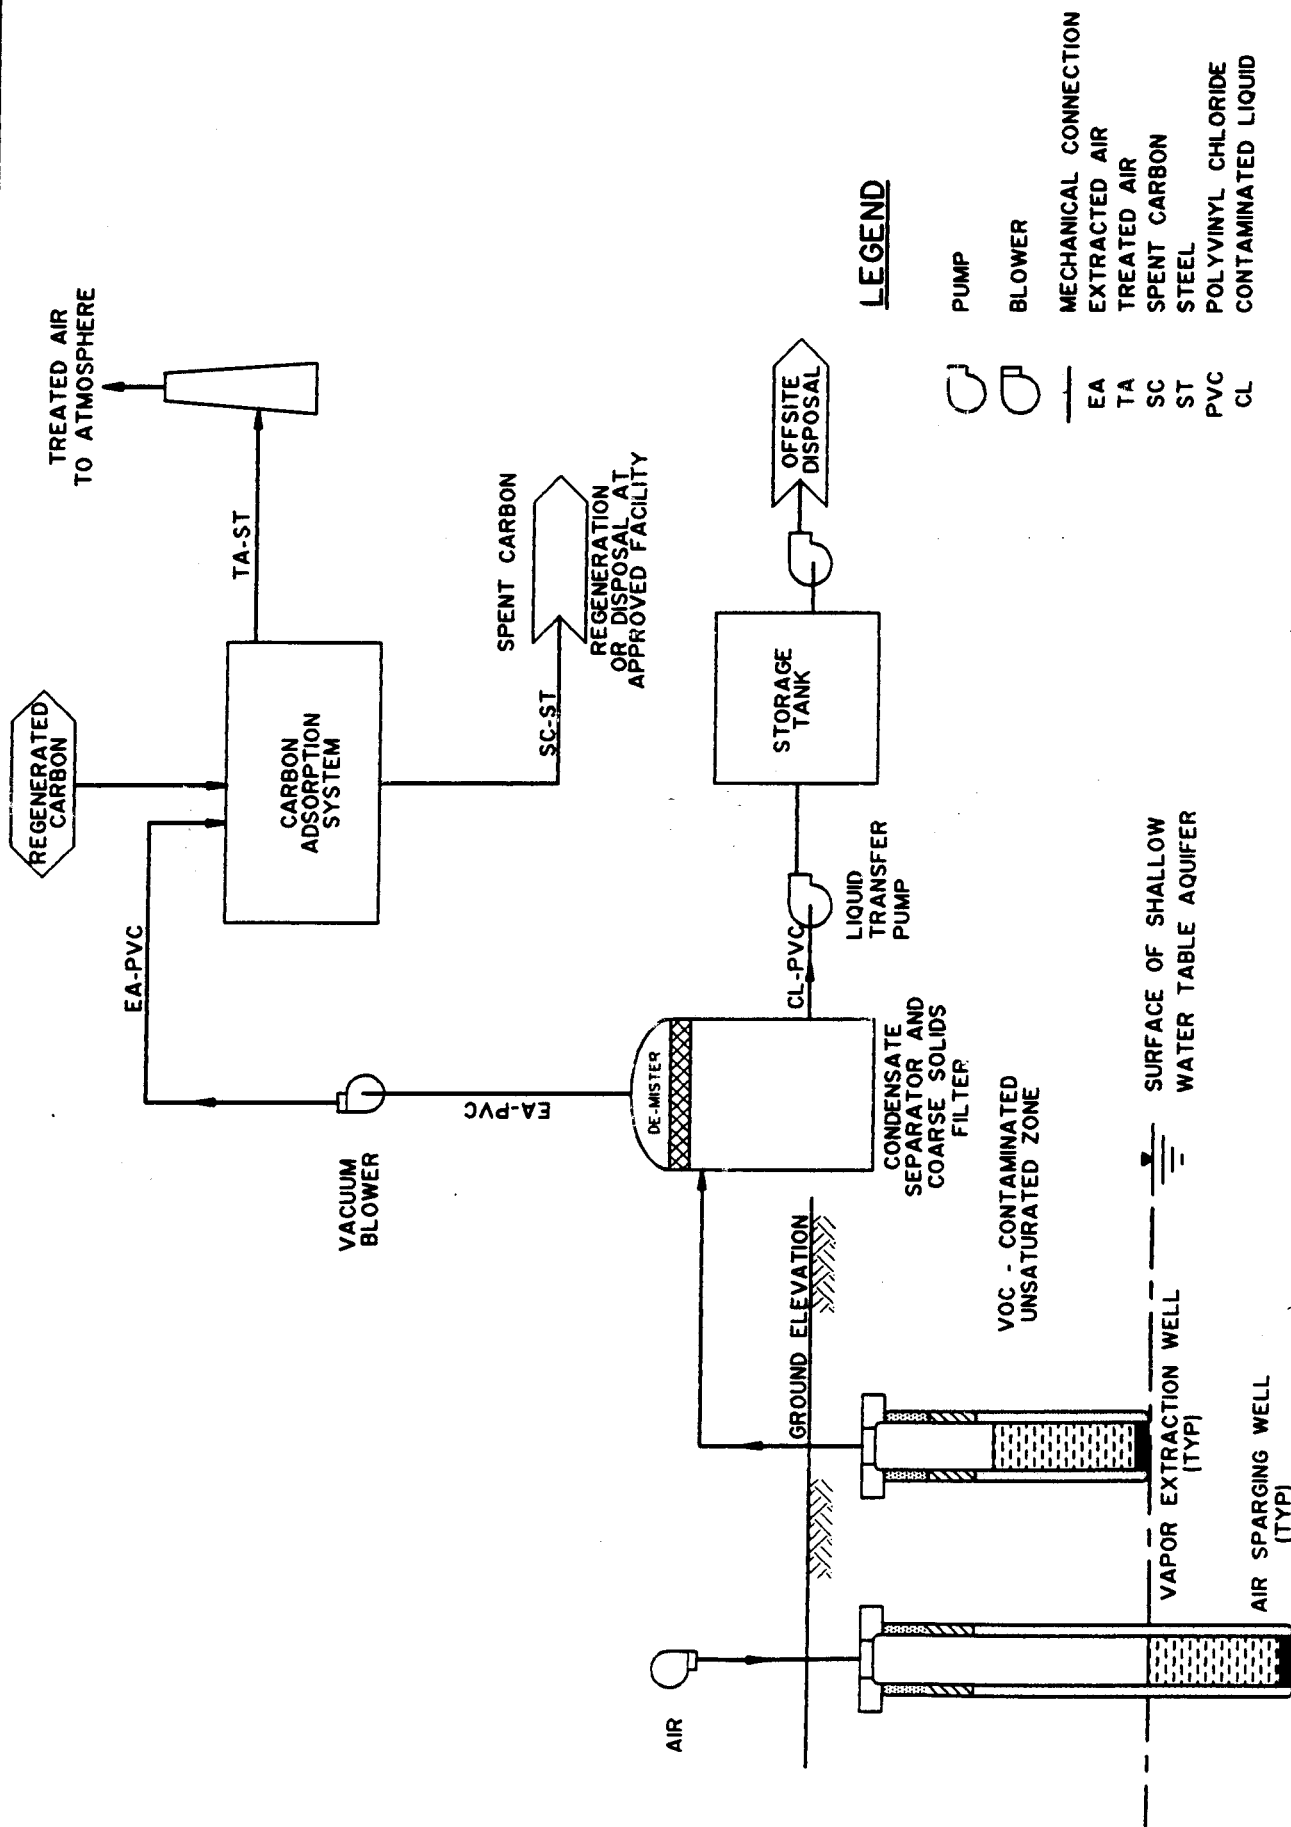 TREATED AIR
TO ATMOSPHERE
REGENERATED
CARBON
EA-PVC
TA-ST
CARBON
ADSORPTION
SYSTEM
VACUUM
BLOWER
EA-PVC
SC-ST
SPENT CARBON
REGENERATION
OR DISPOSAL AT
APPROVED FACILITY
DE-MISTER
CONDENSATE
SEPARATOR AND
COARSE SOLIDS
FILTER
CL-PVC
LIQUID
TRANSFER
PUMP
STORAGE
TANK
OFFSITE
DISPOSAL
AIR
GROUND ELEVATION
VOC - CONTAMINATED
UNSATURATED ZONE
SURFACE OF SHALLOW
WATER TABLE AQUIFER
VAPOR EXTRACTION WELL
(TYP)
AIR SPARGING WELL
(TYP)
LEGEND
PUMP
BLOWER
MECHANICAL CONNECTION
EA EXTRACTED AIR
TA TREATED AIR
SC SPENT CARBON
ST STEEL
PVC POLYVINYL CHLORIDE
CL CONTAMINATED LIQUID